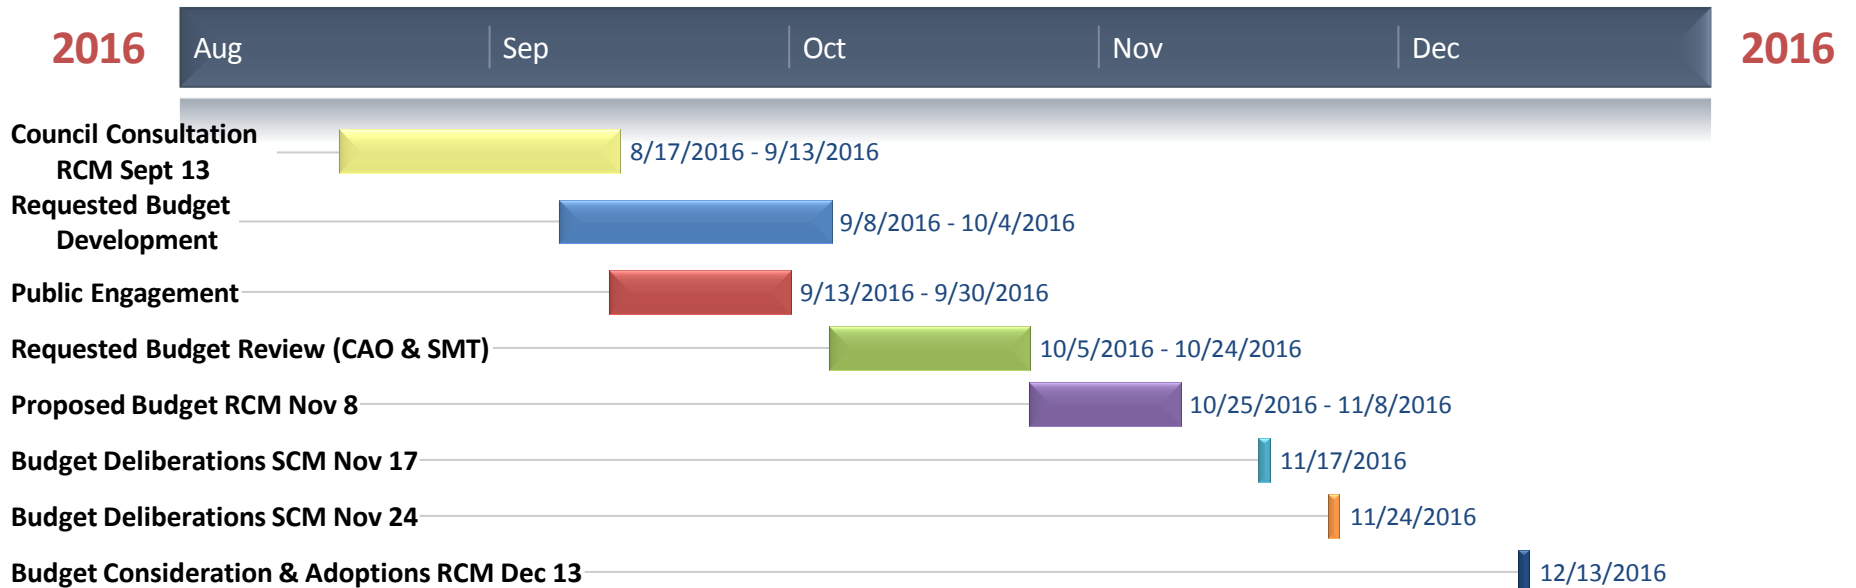 2016 Aug Sep Oct Nov Dec 2016
Council Consultation
RCM Sept 13
8/17/2016 - 9/13/2016
Requested Budget
Development
9/8/2016 - 10/4/2016
Public Engagement 9/13/2016 - 9/30/2016
Requested Budget Review (CAO & SMT) 10/5/2016 - 10/24/2016
Proposed Budget RCM Nov 8 10/25/2016 - 11/8/2016
Budget Deliberations SCM Nov 17 11/17/2016
Budget Deliberations SCM Nov 24 11/24/2016
Budget Consideration & Adoptions RCM Dec 13 12/13/2016